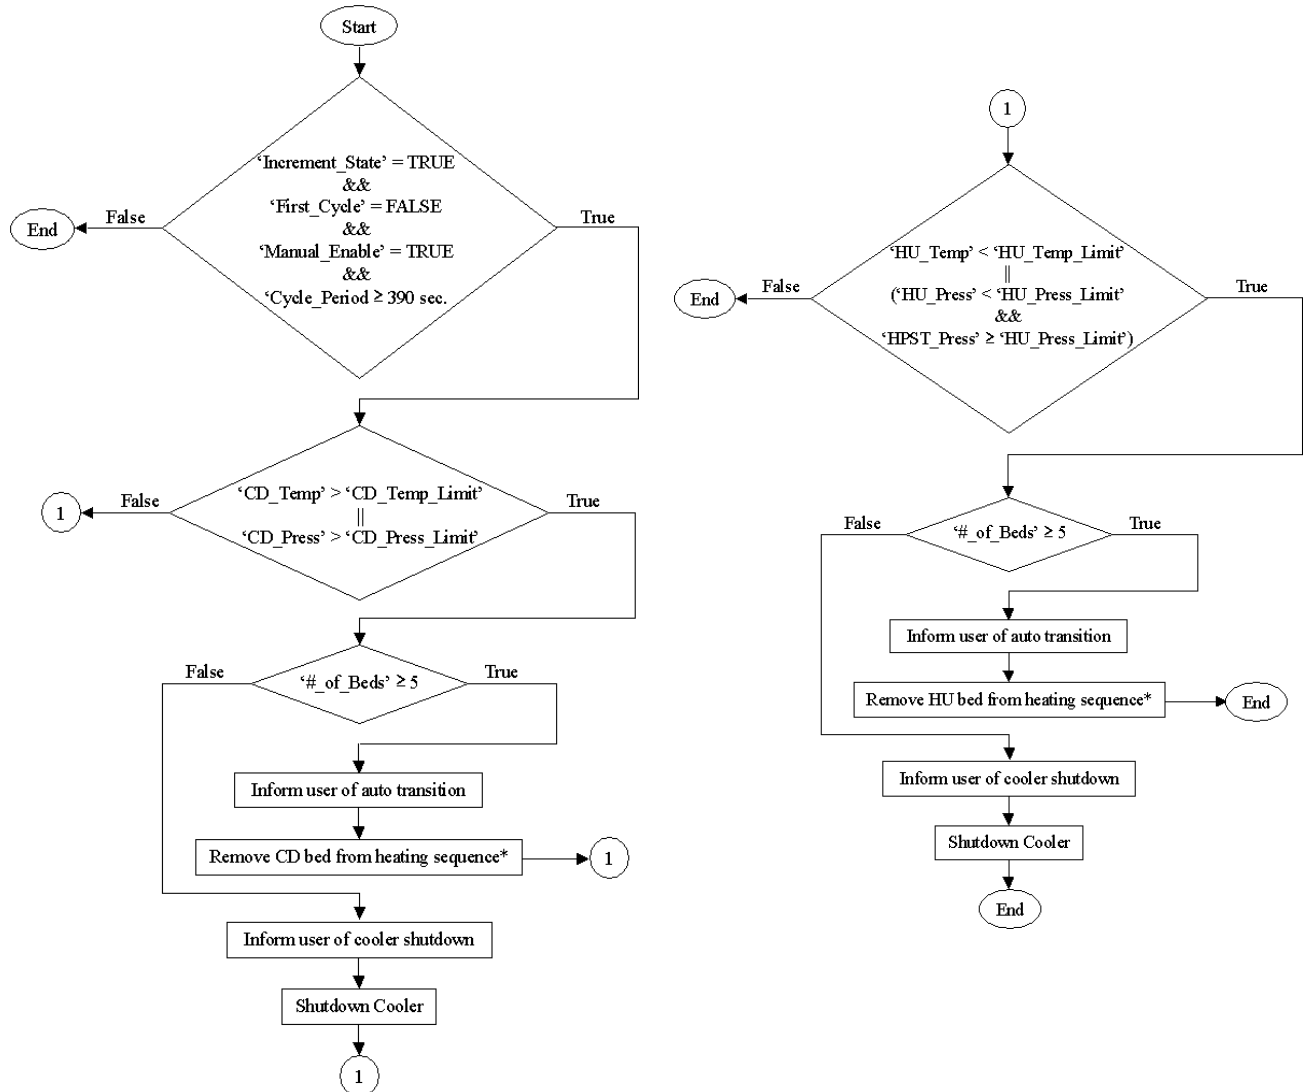 Start
‘Increment_State’ = TRUE
&&
‘First_Cycle’ = FALSE
&&
‘Manual_Enable’ = TRUE
&&
‘Cycle_Period ≥ 390 sec.
False
True
End
‘CD_Temp’ > ‘CD_Temp_Limit’
||
‘CD_Press’ > ‘CD_Press_Limit’
False
True
1
‘#_of_Beds’ ≥ 5
False
True
Inform user of auto transition
Remove CD bed from heating sequence*
1
Inform user of cooler shutdown
Shutdown Cooler
1
1
‘HU_Temp’ < ‘HU_Temp_Limit’
||
(‘HU_Press’ < ‘HU_Press_Limit’
&&
‘HPST_Press’ ≥ ‘HU_Press_Limit’)
False
True
End
‘#_of_Beds’ ≥ 5
False
True
Inform user of auto transition
Remove HU bed from heating sequence*
End
Inform user of cooler shutdown
Shutdown Cooler
End